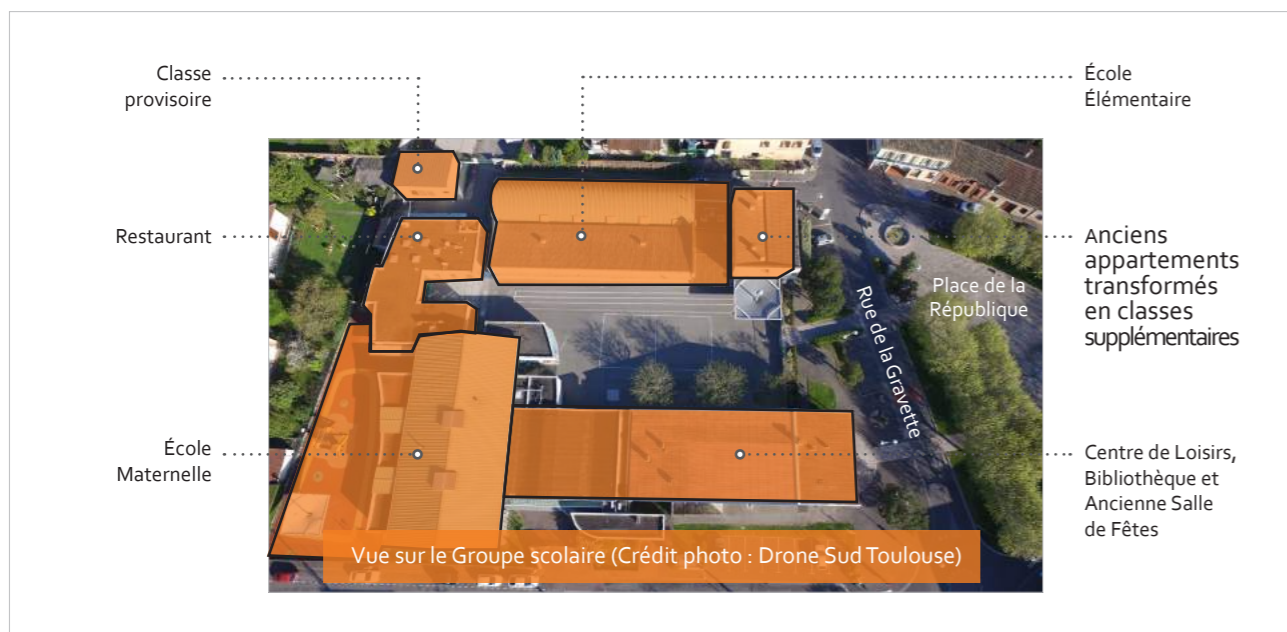 Classe
provisoire
École
Élémentaire
Restaurant
Anciens
appartements
transformés
en classes
supplémentaires
Place de la
République
Rue de la Gravette
École
Maternelle
Centre de Loisirs,
Bibliothèque et
Ancienne Salle
de Fêtes
Vue sur le Groupe scolaire (Crédit photo : Drone Sud Toulouse)